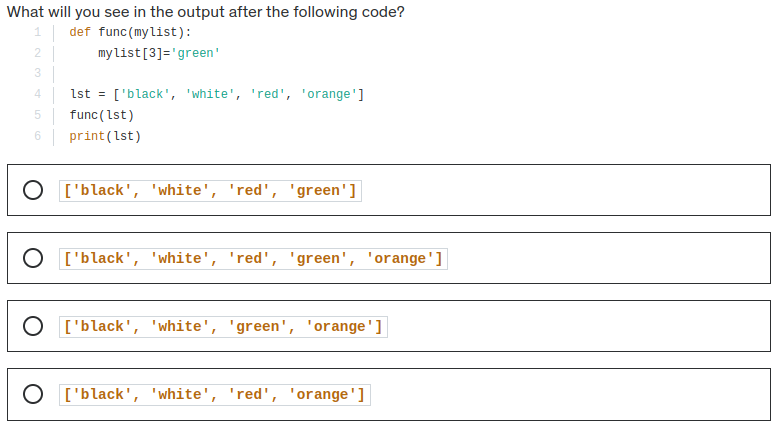 What will you see in the output after the following code?
1 def func(mylist):
2     mylist[3]='green'
3
4 lst = ['black', 'white', 'red', 'orange']
5 func(lst)
6 print(lst)
['black', 'white', 'red', 'green']
['black', 'white', 'red', 'green', 'orange']
['black', 'white', 'green', 'orange']
['black', 'white', 'red', 'orange']